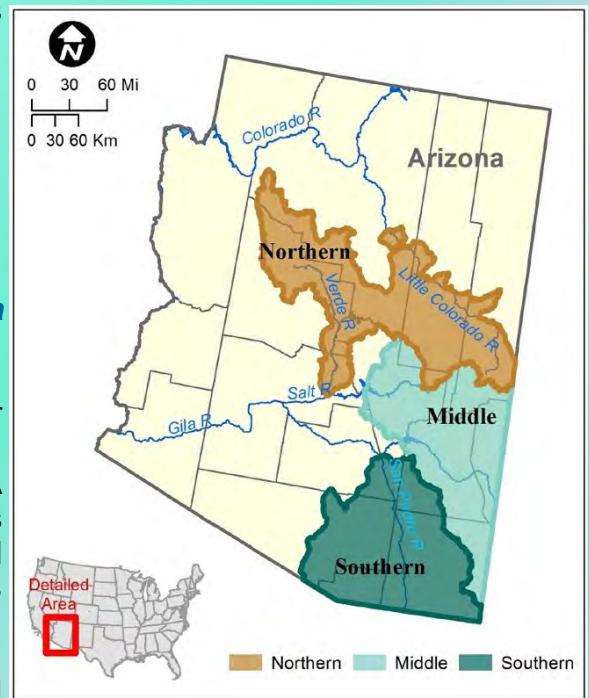 N
0 30 60 Mi
0 30 60 Km
Colorado R
Arizona
Northern
Verde R
Little Colorado R
Salt R
Middle
Gila R
San Pedro R
Southern
Detailed
Area
Northern Middle Southern